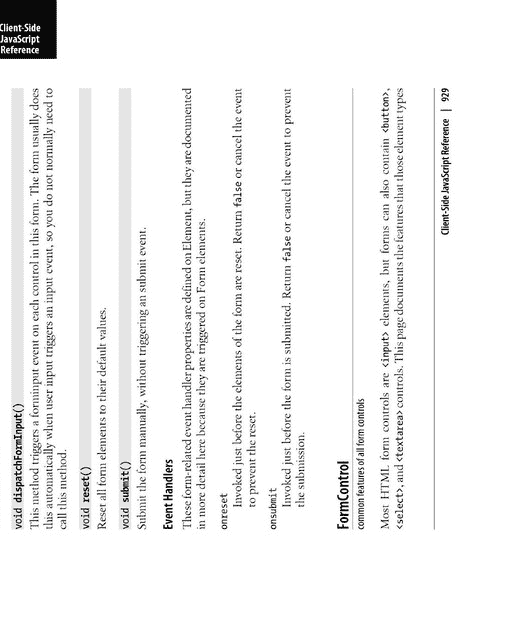 void dispatchFormInput()
This method triggers a forminput event on each control in this form. The form usually does
this automatically when user input triggers an input event, so you do not normally need to
call this method.
void reset()
Reset all form elements to their default values.
void submit()
Submit the form manually, without triggering an submit event.
Event Handlers
These form-related event handler properties are defined on Element, but they are documented
in more detail here because they are triggered on Form elements.
onreset
Invoked just before the elements of the form are reset. Return false or cancel the event
to prevent the reset.
onsubmit
Invoked just before the form is submitted. Return false or cancel the event to prevent
the submission.
FormControl
common features of all form controls
Most HTML form controls are <input> elements, but forms can also contain <button>,
<select>, and <textarea> controls. This page documents the features that those element types
Client-Side JavaScript Reference | 929
Client-Side
JavaScript
Reference